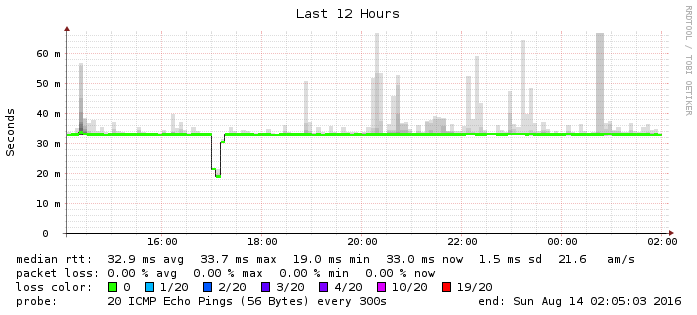 Last 12 Hours
RRDTOOL / TOBI OETIKER
Seconds
60 m
50 m
40 m
30 m
20 m
10 m
0
16:00 18:00 20:00 22:00 00:00 02:00
median rtt: 32.9 ms avg 33.7 ms max 19.0 ms min 33.0 ms now 1.5 ms sd 21.6 am/s
packet loss: 0.00 % avg 0.00 % max 0.00 % min 0.00 % now
loss color: 0 1/20 2/20 3/20 4/20 10/20 19/20
probe: 20 ICMP Echo Pings (56 Bytes) every 300s end: Sun Aug 14 02:05:03 2016